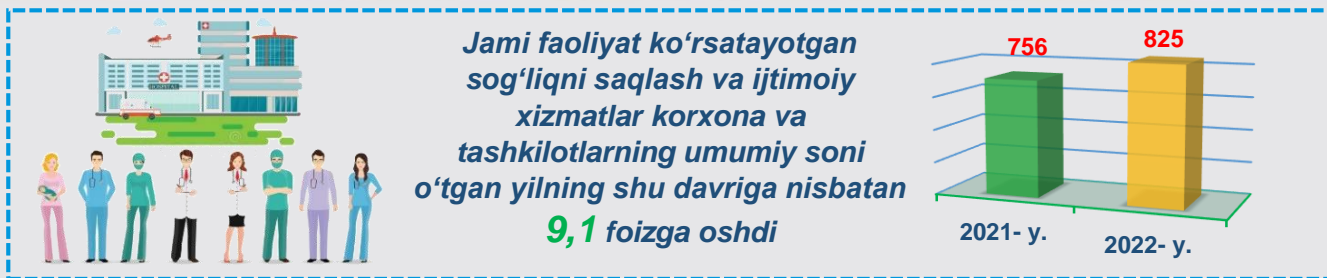 HOSPITAL
Jami faoliyat ko‘rsatayotgan
sog‘liqni saqlash va ijtimoiy
xizmatlar korxona va
tashkilotlarning umumiy soni
o‘tgan yilning shu davriga nisbatan
9,1 foizga oshdi
756
825
2021- y.
2022- y.